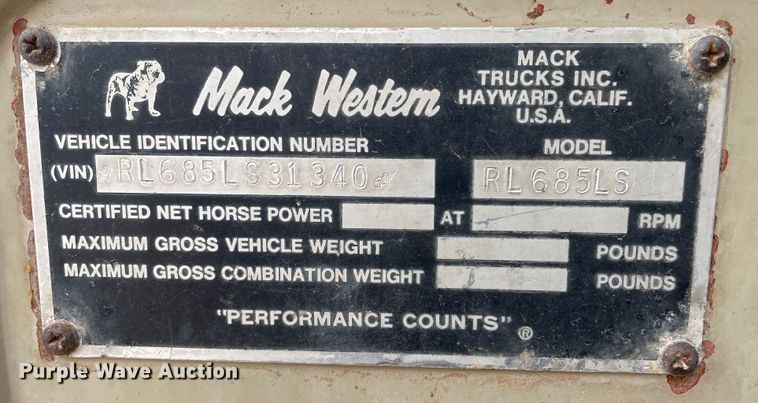 Mack Western
MACK
TRUCKS INC.
HAYWARD, CALIF.
U.S.A.
VEHICLE IDENTIFICATION NUMBER
MODEL
(VIN) RL685LS31340
RL685LS
CERTIFIED NET HORSE POWER AT RPM
MAXIMUM GROSS VEHICLE WEIGHT POUNDS
MAXIMUM GROSS COMBINATION WEIGHT POUNDS
"PERFORMANCE COUNTS" ®
Purple Wave Auction